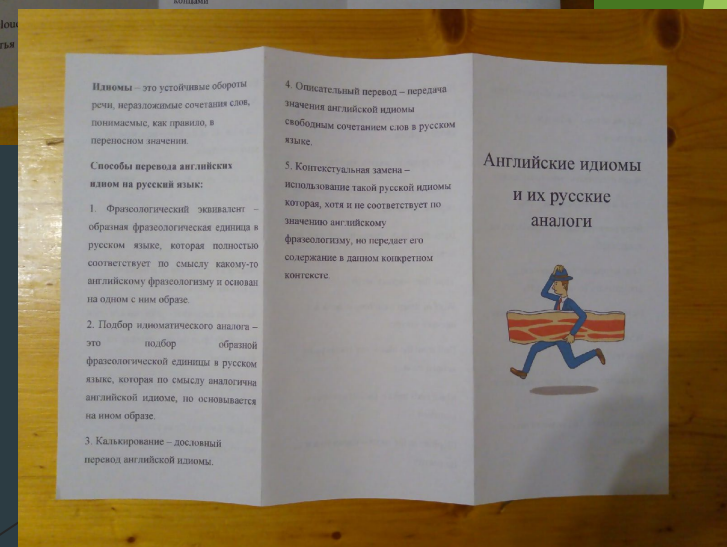 копиями
Идиомы – это устойчивые обороты
речи, неразложимые сочетания слов,
понимаемые, как правило, в
переносном значении.
Способы перевода английских
идиом на русский язык:
1. Фразеологический эквивалент –
образная фразеологическая единица в
русском языке, которая полностью
соответствует по смыслу какому-то
английскому фразеологизму и основан
на одном с ним образе.
2. Подбор идиоматического аналога –
это подбор образной
фразеологической единицы в русском
языке, которая по смыслу аналогична
английской идиоме, но основывается
на ином образе.
3. Калькирование – дословный
перевод английской идиомы.
4. Описательный перевод – передача
значения английской идиомы
свободным сочетанием слов в русском
языке.
5. Контекстуальная замена –
использование такой русской идиомы
которая, хотя и не соответствует по
значению английскому
фразеологизму, но передает его
содержание в данном конкретном
контексте.
Английские идиомы
и их русские
аналоги